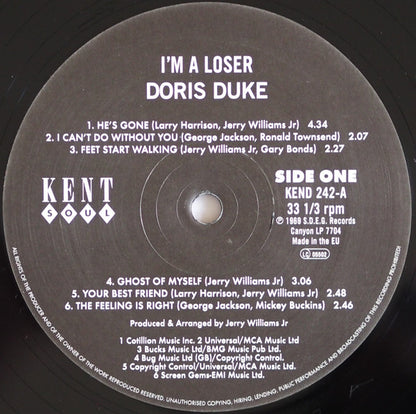 I'M A LOSER
DORIS DUKE
1. HE'S GONE (Larry Harrison, Jerry Williams Jr) 4.34
2. I CAN'T DO WITHOUT YOU (George Jackson, Ronald Townsend) 2.07
3. FEET START WALKING (Jerry Williams Jr, Gary Bonds) 2.27
KENT
SOUL
SIDE ONE
KEND 242-A
33 1/3 rpm
℗ 1969 S.D.E.G. Records
Canyon LP 7704
Made in the EU
LC 05502
4. GHOST OF MYSELF (Jerry Williams Jr) 3.06
5. YOUR BEST FRIEND (Larry Harrison, Jerry Williams Jr) 2.48
6. THE FEELING IS RIGHT (George Jackson, Mickey Buckins) 2.46
Produced & Arranged by Jerry Williams Jr
1 Cotillion Music Inc. 2 Universal/MCA Music Ltd
3 Bucks Music Ltd/BMG Music Pub Ltd.
4 Bug Music Ltd (GB)/Copyright Control.
5 Copyright Control/Universal/MCA Music Ltd
6 Screen Gems-EMI Music Ltd.
ALL RIGHTS OF THE PRODUCER AND OF THE OWNER OF THE WORK REPRODUCED RESERVED. UNAUTHORISED COPYING, HIRING, LENDING, PUBLIC PERFORMANCE AND BROADCASTING OF THIS RECORDING PROHIBITED!